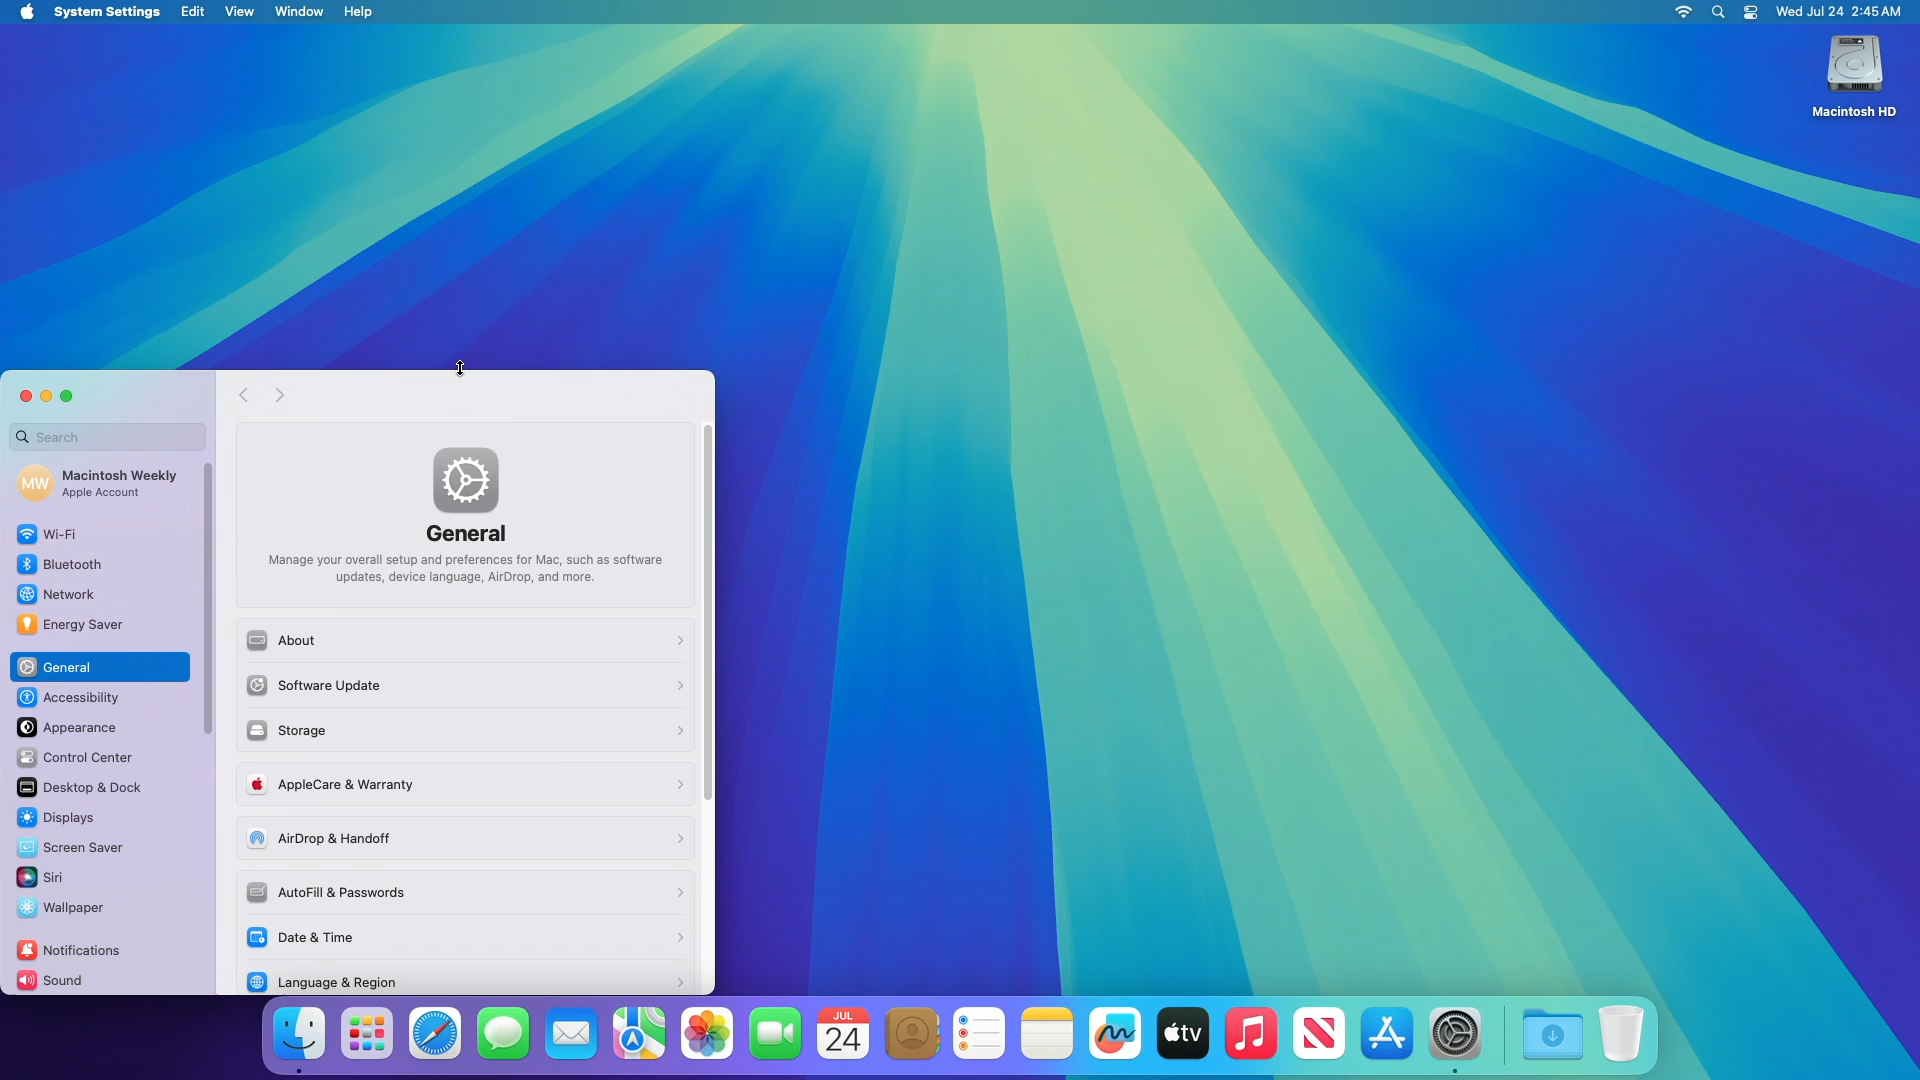 System Settings Edit View Window Help
Wed Jul 24 2:45 AM
Macintosh HD
Search
MW
Macintosh Weekly
Apple Account
Wi-Fi
Bluetooth
Network
Energy Saver
General
Accessibility
Appearance
Control Center
Desktop & Dock
Displays
Screen Saver
Siri
Wallpaper
Notifications
Sound
General
Manage your overall setup and preferences for Mac, such as software
updates, device language, AirDrop, and more.
About
Software Update
Storage
AppleCare & Warranty
AirDrop & Handoff
AutoFill & Passwords
Date & Time
Language & Region
JUL
24
tv